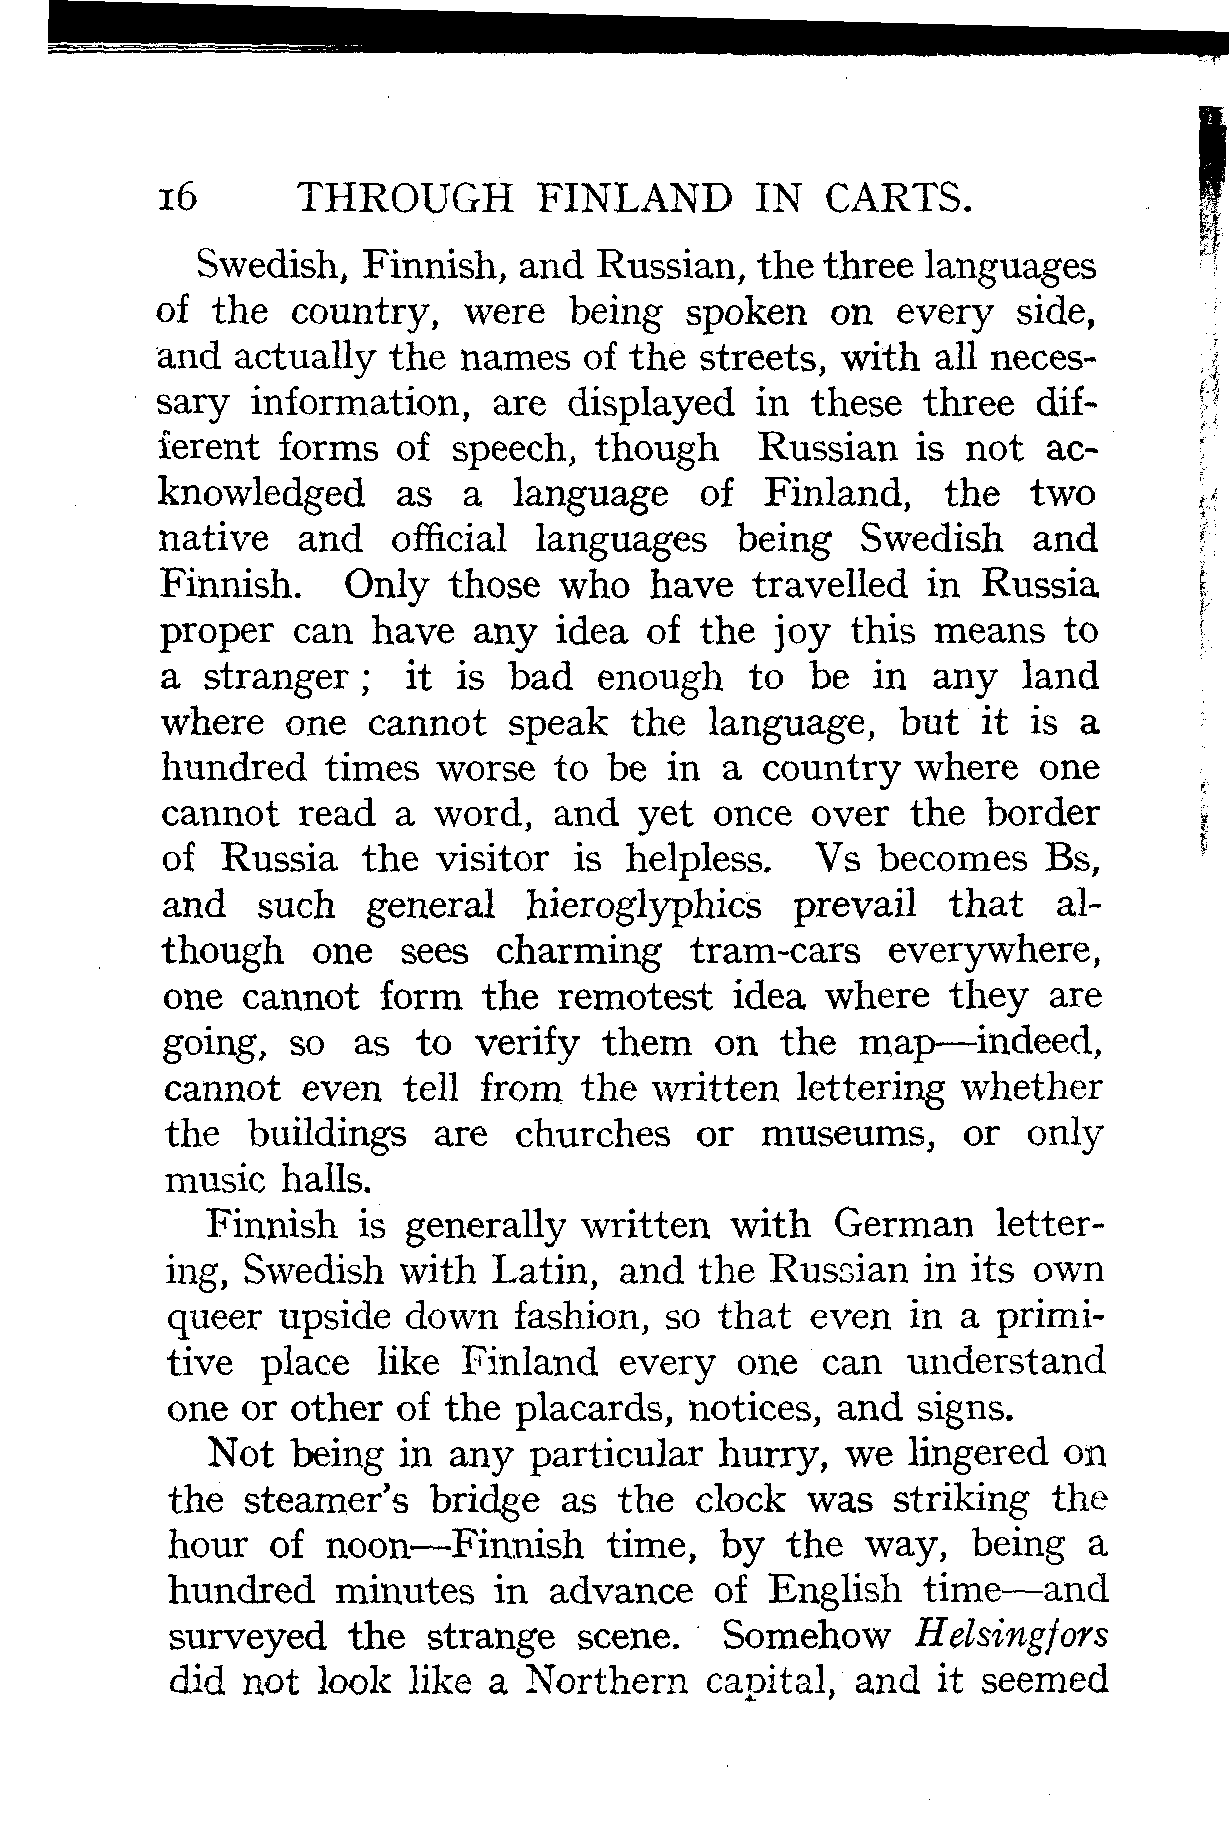 16 THROUGH FINLAND IN CARTS.
Swedish, Finnish, and Russian, the three languages
of the country, were being spoken on every side,
and actually the names of the streets, with all neces-
sary information, are displayed in these three dif-
ferent forms of speech, though Russian is not ac-
knowledged as a language of Finland, the two
native and official languages being Swedish and
Finnish. Only those who have travelled in Russia
proper can have any idea of the joy this means to
a stranger ; it is bad enough to be in any land
where one cannot speak the language, but it is a
hundred times worse to be in a country where one
cannot read a word, and yet once over the border
of Russia the visitor is helpless. Vs becomes Bs,
and such general hieroglyphics prevail that al-
though one sees charming tram-cars everywhere,
one cannot form the remotest idea where they are
going, so as to verify them on the map—indeed,
cannot even tell from the written lettering whether
the buildings are churches or museums, or only
music halls.
Finnish is generally written with German letter-
ing, Swedish with Latin, and the Russian in its own
queer upside down fashion, so that even in a primi-
tive place like Finland every one can understand
one or other of the placards, notices, and signs.
Not being in any particular hurry, we lingered on
the steamer's bridge as the clock was striking the
hour of noon—Finnish time, by the way, being a
hundred minutes in advance of English time—and
surveyed the strange scene. Somehow Helsingfors
did not look like a Northern capital, and it seemed